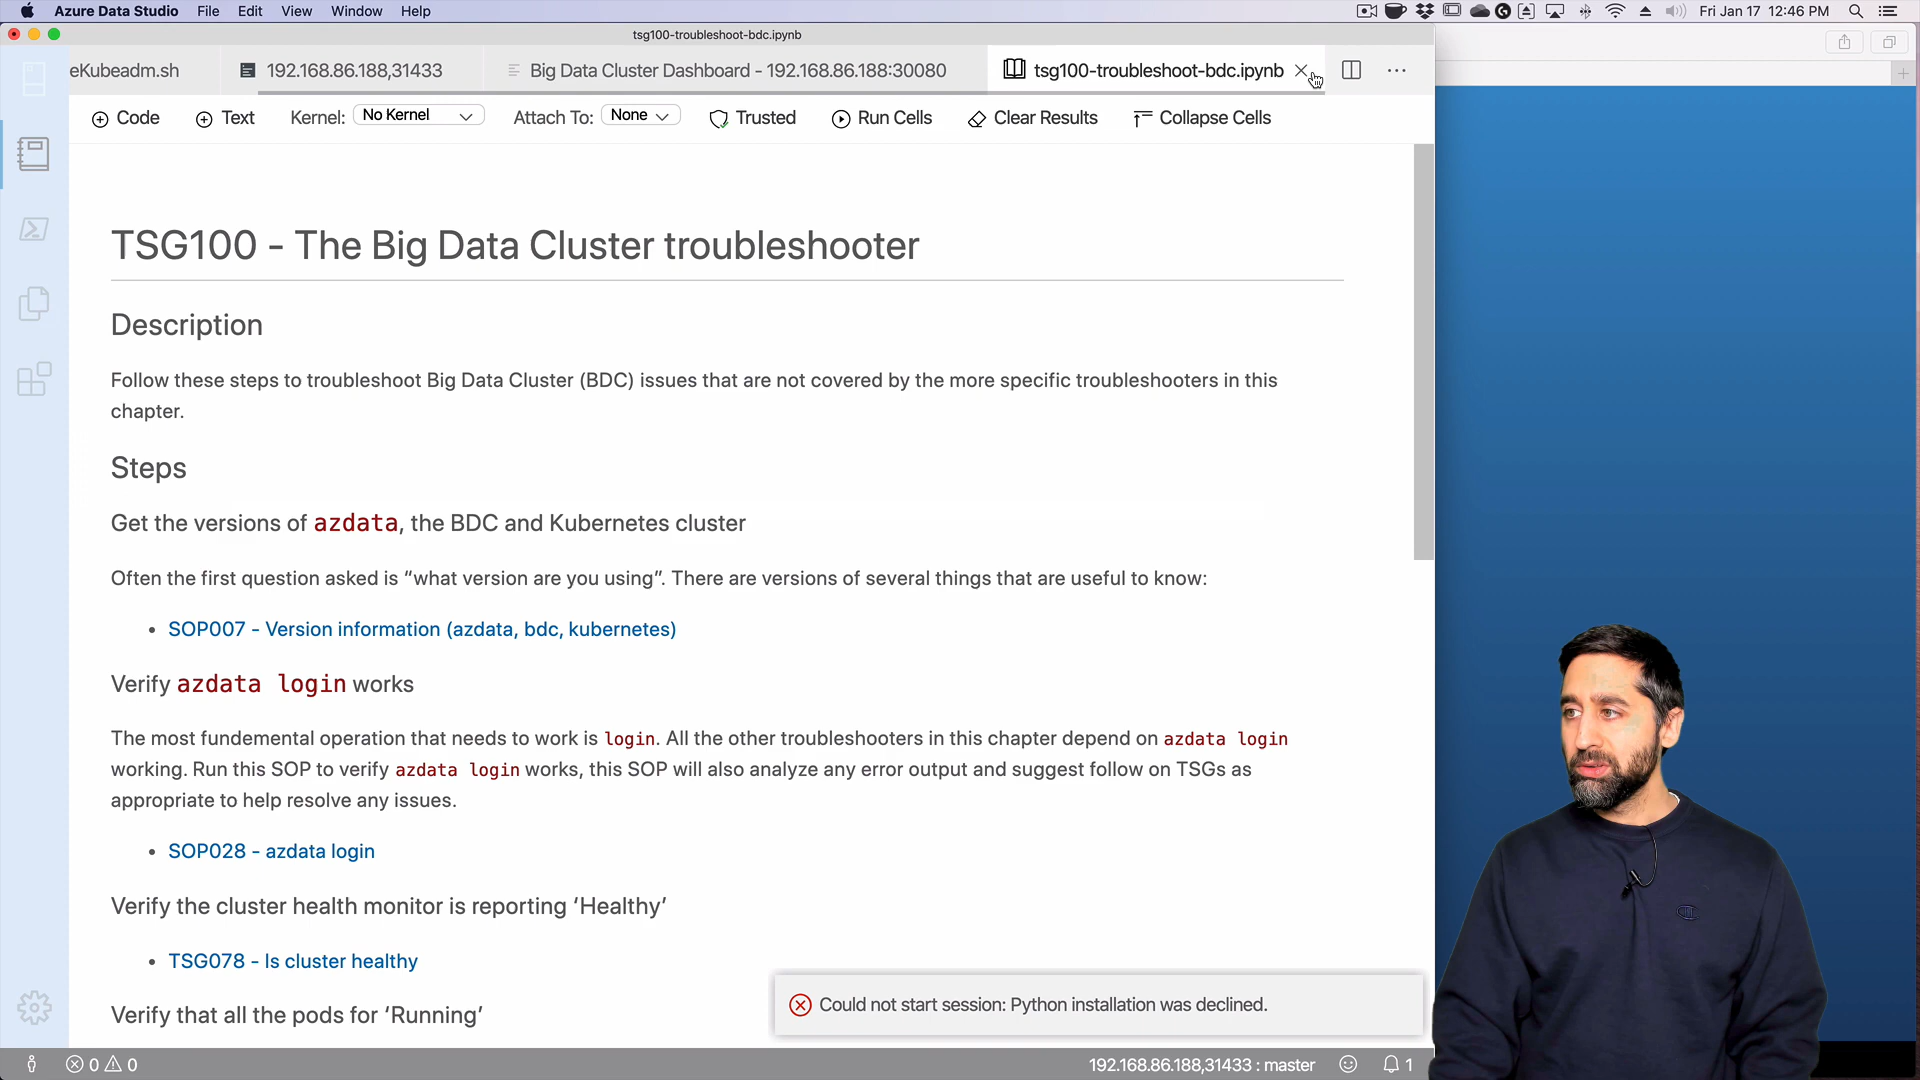 Azure Data Studio File Edit View Window Help
Fri Jan 17 12:46 PM
tsg100-troubleshoot-bdc.ipynb
eKubeadm.sh
192.168.86.188,31433
Big Data Cluster Dashboard - 192.168.86.188:30080
tsg100-troubleshoot-bdc.ipynb
Code Text Kernel: No Kernel Attach To: None Trusted Run Cells Clear Results Collapse Cells
TSG100 - The Big Data Cluster troubleshooter
Description
Follow these steps to troubleshoot Big Data Cluster (BDC) issues that are not covered by the more specific troubleshooters in this
chapter.
Steps
Get the versions of azdata, the BDC and Kubernetes cluster
Often the first question asked is “what version are you using”. There are versions of several things that are useful to know:
• SOP007 - Version information (azdata, bdc, kubernetes)
Verify azdata login works
The most fundemental operation that needs to work is login. All the other troubleshooters in this chapter depend on azdata login
working. Run this SOP to verify azdata login works, this SOP will also analyze any error output and suggest follow on TSGs as
appropriate to help resolve any issues.
• SOP028 - azdata login
Verify the cluster health monitor is reporting ‘Healthy’
• TSG078 - Is cluster healthy
Verify that all the pods for ‘Running’
Could not start session: Python installation was declined.
0 0
192.168.86.188,31433 : master
1